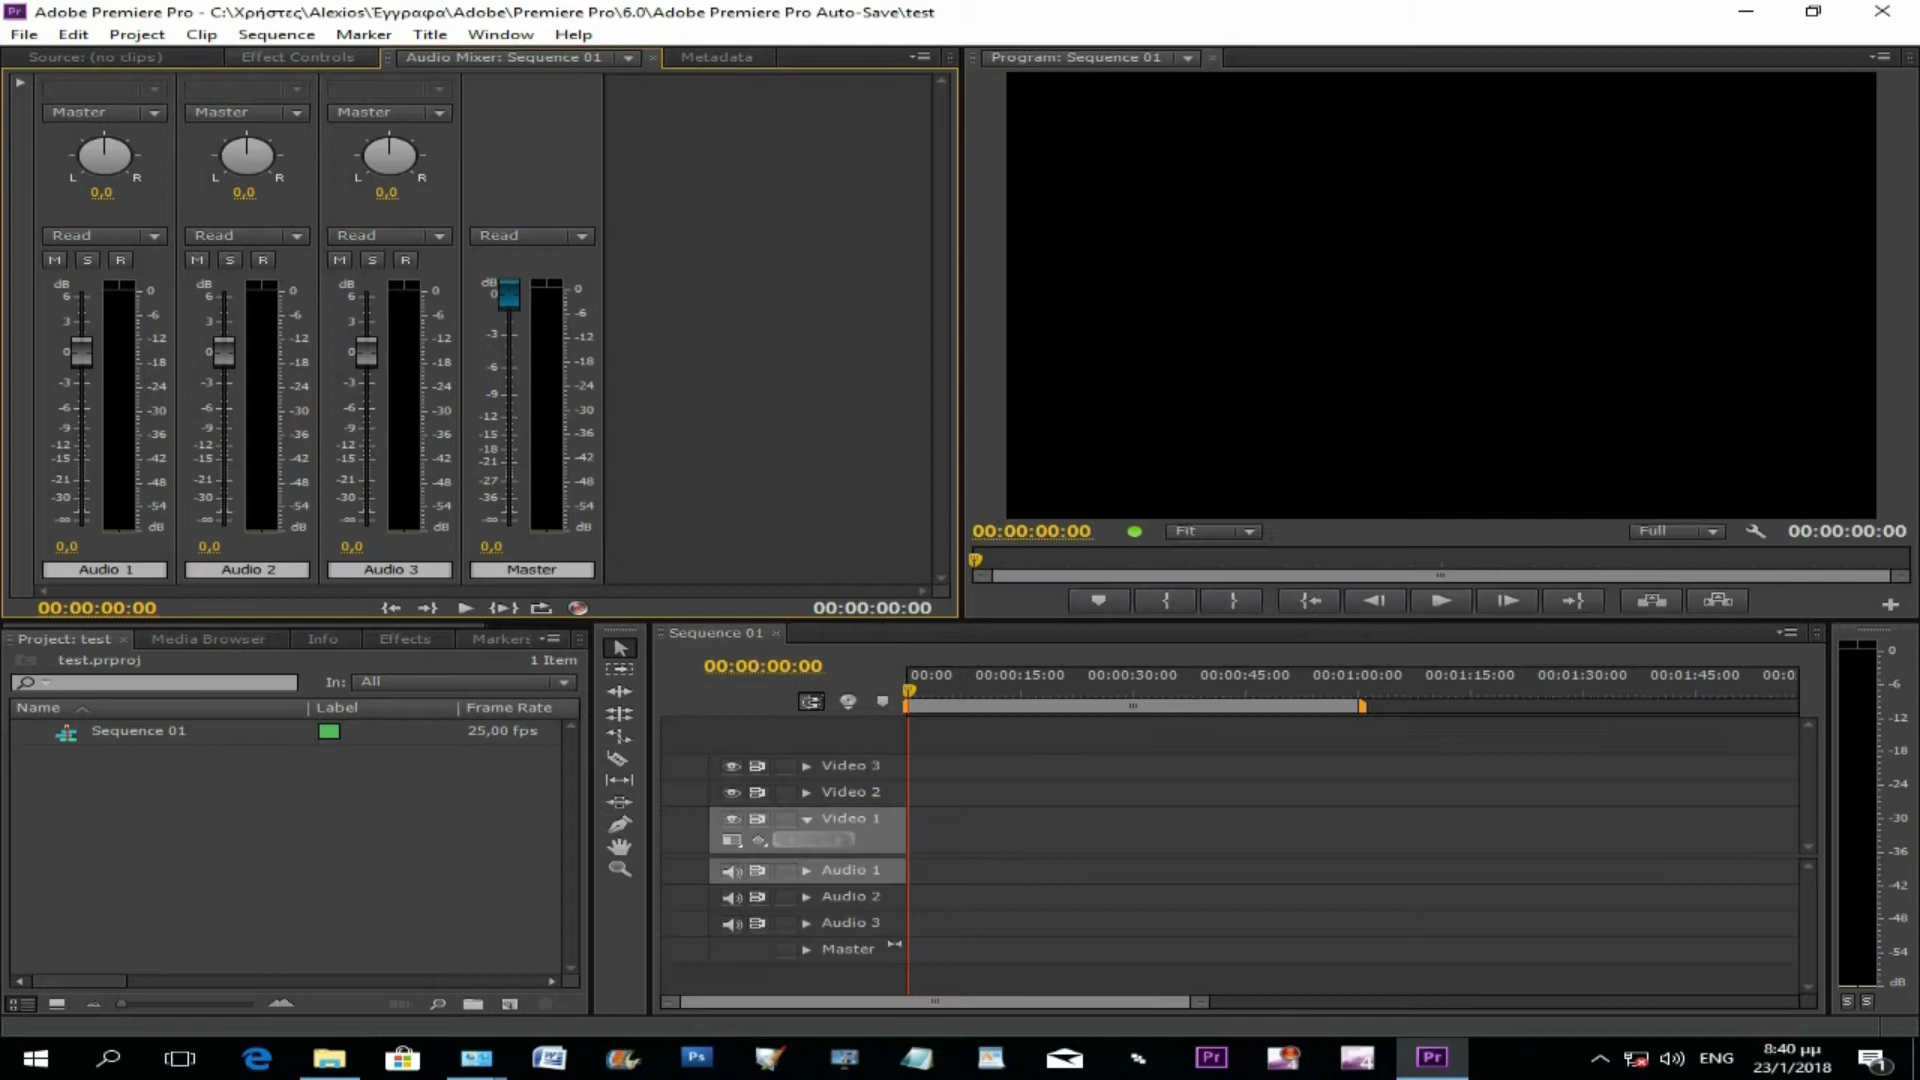 Pr Adobe Premiere Pro - C:\Χρήστες\Alexios\Έγγραφα\Adobe\Premiere Pro\6.0\Adobe Premiere Pro Auto-Save\test
File Edit Project Clip Sequence Marker Title Window Help
Source: (no clips) Effect Controls Audio Mixer: Sequence 01 Metadata Program: Sequence 01
Master Master Master
L R L R L R
0,0 0,0 0,0
Read Read Read Read
M S R M S R M S R
dB dB dB dB
6 0 6 0 6 0 0 0
3 -6 3 -6 3 -6 -3 -6
0 -12 0 -12 0 -12 -6 -12
-3 -18 -3 -18 -3 -18 -9 -18
-6 -24 -6 -24 -6 -24 -12 -24
-9 -30 -9 -30 -9 -30 -15 -30
-12 -36 -12 -36 -12 -36 -18 -36
-15 -42 -15 -42 -15 -42 -21 -42
-21 -48 -21 -48 -21 -48 -27 -48
-30 -54 -30 -54 -30 -54 -36 -54
-∞ dB -∞ dB -∞ dB -∞ dB
0,0 0,0 0,0 0,0
Audio 1 Audio 2 Audio 3 Master
00:00:00:00 00:00:00:00
00:00:00:00 Fit Full 00:00:00:00
Project: test Media Browser Info Effects Markers
test.prproj 1 Item
In: All
Name Label Frame Rate
Sequence 01 25,00 fps
Sequence 01
00:00:00:00
00:00 00:00:15:00 00:00:30:00 00:00:45:00 00:01:00:00 00:01:15:00 00:01:30:00 00:01:45:00 00:0
Video 3
Video 2
Video 1
Audio 1
Audio 2
Audio 3
Master
0
-6
-12
-18
-24
-30
-36
-42
-48
-54
dB
S S
Ps Pr Pr
ENG
8:40 μμ
23/1/2018
1